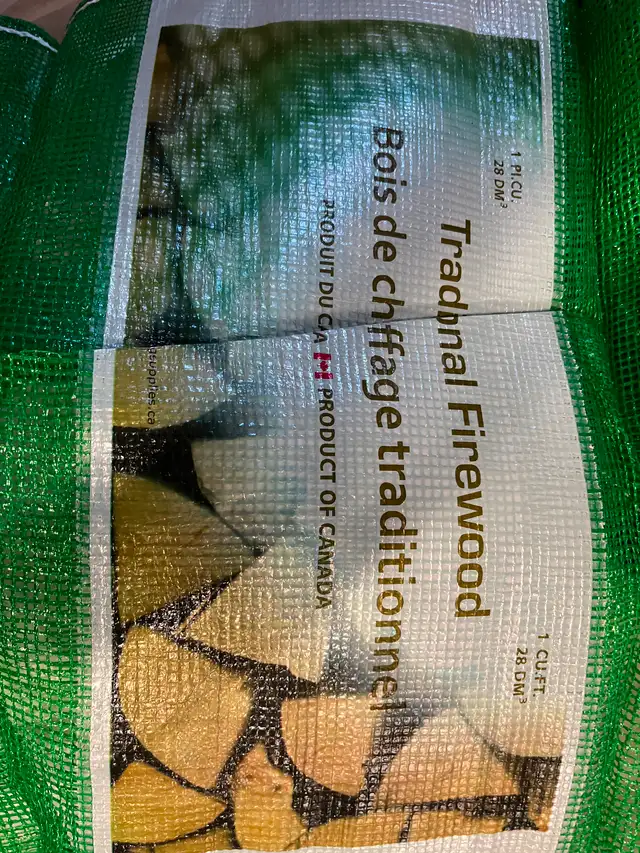 1 PI.CU.
28 DM³
1 CU.FT.
28 DM³
Tradional Firewood
Bois de chffage traditionnel
PRODUIT DU CA PRODUCT OF CANADA